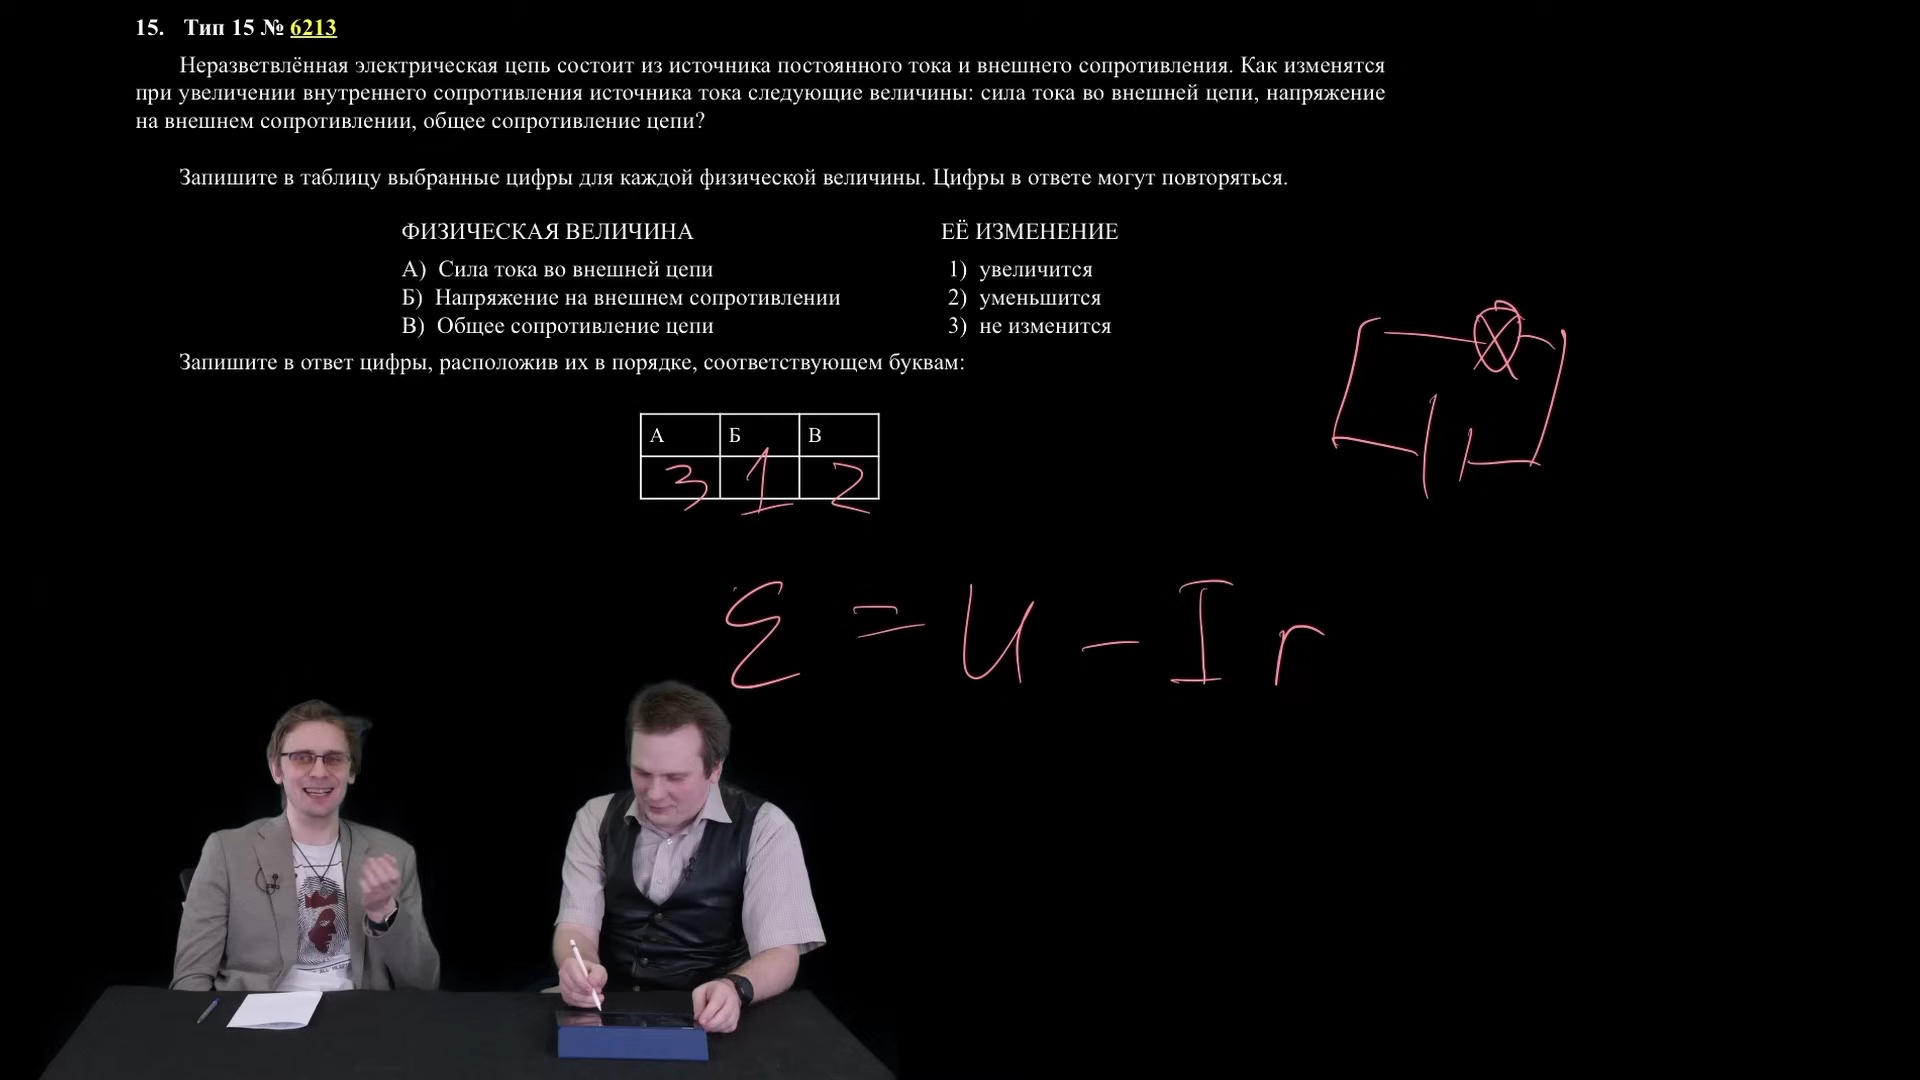 15. Тип 15 № 6213
Неразветвлённая электрическая цепь состоит из источника постоянного тока и внешнего сопротивления. Как изменятся
при увеличении внутреннего сопротивления источника тока следующие величины: сила тока во внешней цепи, напряжение
на внешнем сопротивлении, общее сопротивление цепи?
Запишите в таблицу выбранные цифры для каждой физической величины. Цифры в ответе могут повторяться.
ФИЗИЧЕСКАЯ ВЕЛИЧИНА ЕЁ ИЗМЕНЕНИЕ
А) Сила тока во внешней цепи 1) увеличится
Б) Напряжение на внешнем сопротивлении 2) уменьшится
В) Общее сопротивление цепи 3) не изменится
Запишите в ответ цифры, расположив их в порядке, соответствующем буквам:
А Б В
3 1 2
ℰ = U − I r